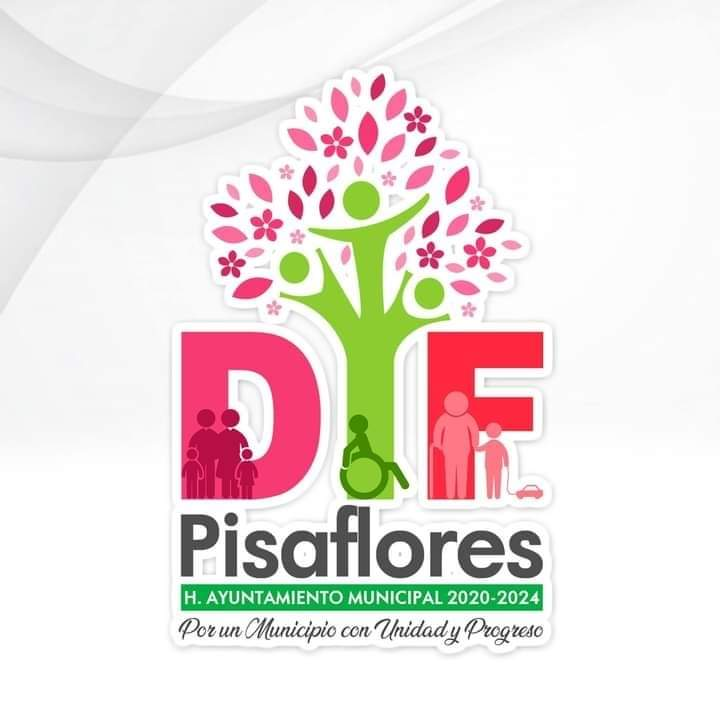 DIF
Pisaflores
H. AYUNTAMIENTO MUNICIPAL 2020-2024
Por un Municipio con Unidad y Progreso